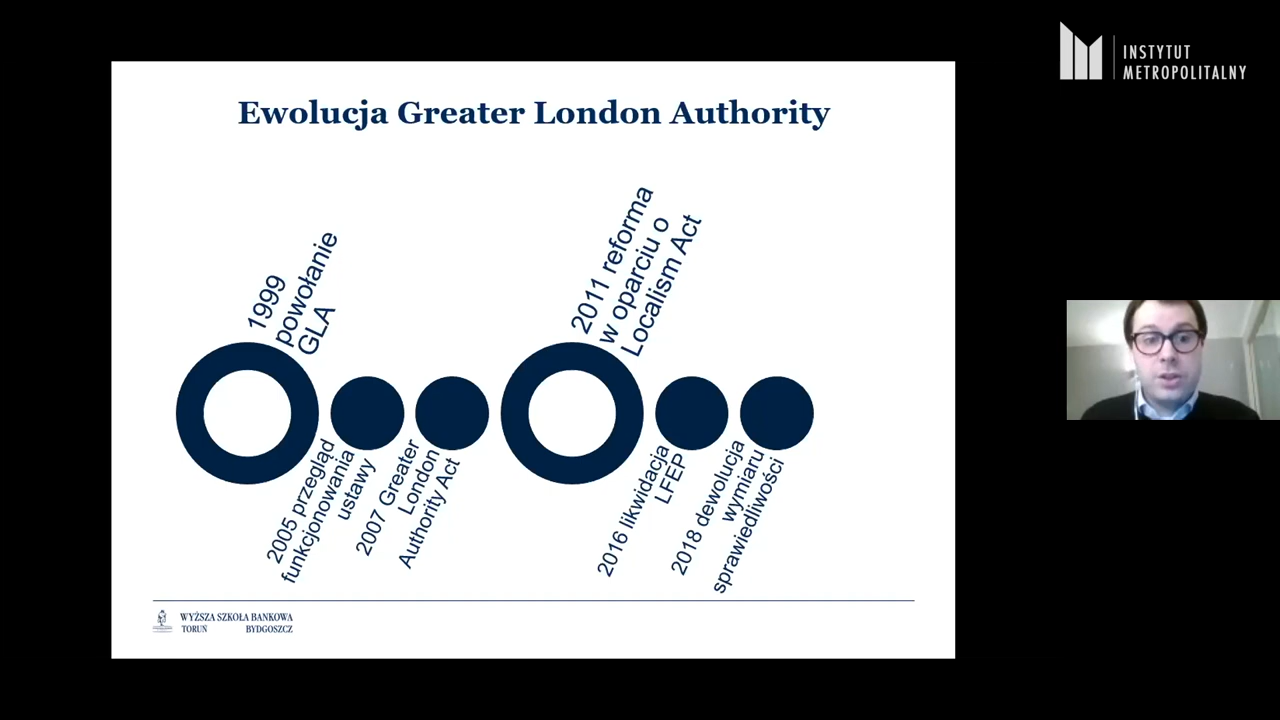 INSTYTUT
METROPOLITALNY
Ewolucja Greater London Authority
1999
powołanie
GLA
2005 przegląd
funkcjonowania
ustawy
2007 Greater
London
Authority Act
2011 reforma
w oparciu o
Localism Act
2016 likwidacja
LFEP
2018 dewolucja
wymiaru
sprawiedliwości
WYŻSZA SZKOŁA BANKOWA
TORUŃ BYDGOSZCZ